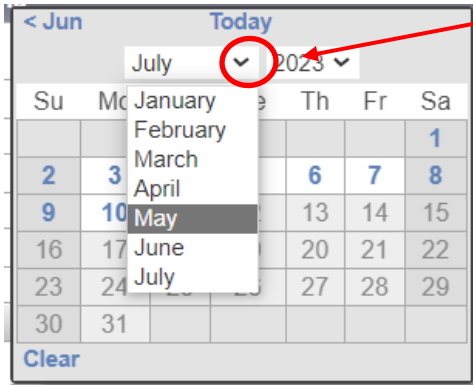 < Jun Today
July 2023
Su Mo Th Fr Sa
January
February
March
April
May
June
July
1
2 3 6 7 8
9 10 13 14 15
16 17 20 21 22
23 24 27 28 29
30 31
Clear